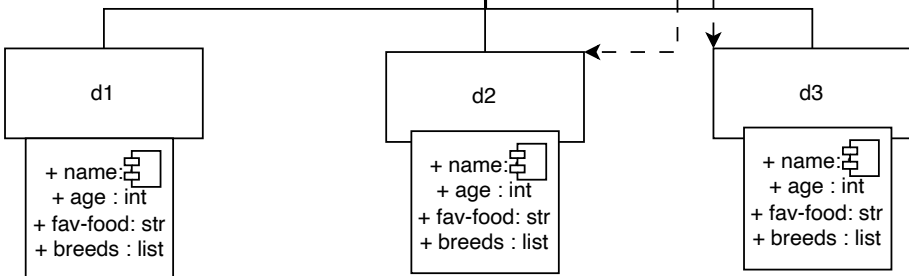 d1
+ name:
+ age : int
+ fav-food: str
+ breeds : list
d2
+ name:
+ age : int
+ fav-food: str
+ breeds : list
d3
+ name:
+ age : int
+ fav-food: str
+ breeds : list